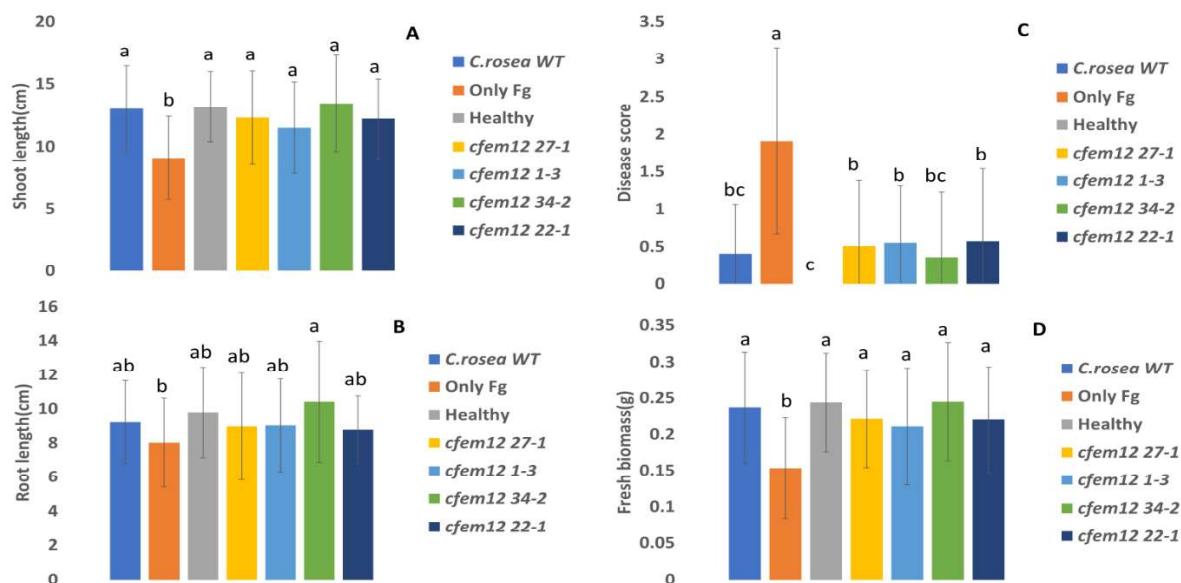 A
Shoot length(cm)
20
15
10
5
0
a
b
a
a
a
a
a
C.rosea WT
Only Fg
Healthy
cfem12 27-1
cfem12 1-3
cfem12 34-2
cfem12 22-1
C
Disease score
3.5
3
2.5
2
1.5
1
0.5
0
bc
a
c
b
b
bc
b
C.rosea WT
Only Fg
Healthy
cfem12 27-1
cfem12 1-3
cfem12 34-2
cfem12 22-1
B
Root length(cm)
16
14
12
10
8
6
4
2
0
ab
b
ab
ab
ab
a
ab
C.rosea WT
Only Fg
Healthy
cfem12 27-1
cfem12 1-3
cfem12 34-2
cfem12 22-1
D
Fresh biomass(g)
0.35
0.3
0.25
0.2
0.15
0.1
0.05
0
a
b
a
a
a
a
a
C.rosea WT
Only Fg
Healthy
cfem12 27-1
cfem12 1-3
cfem12 34-2
cfem12 22-1